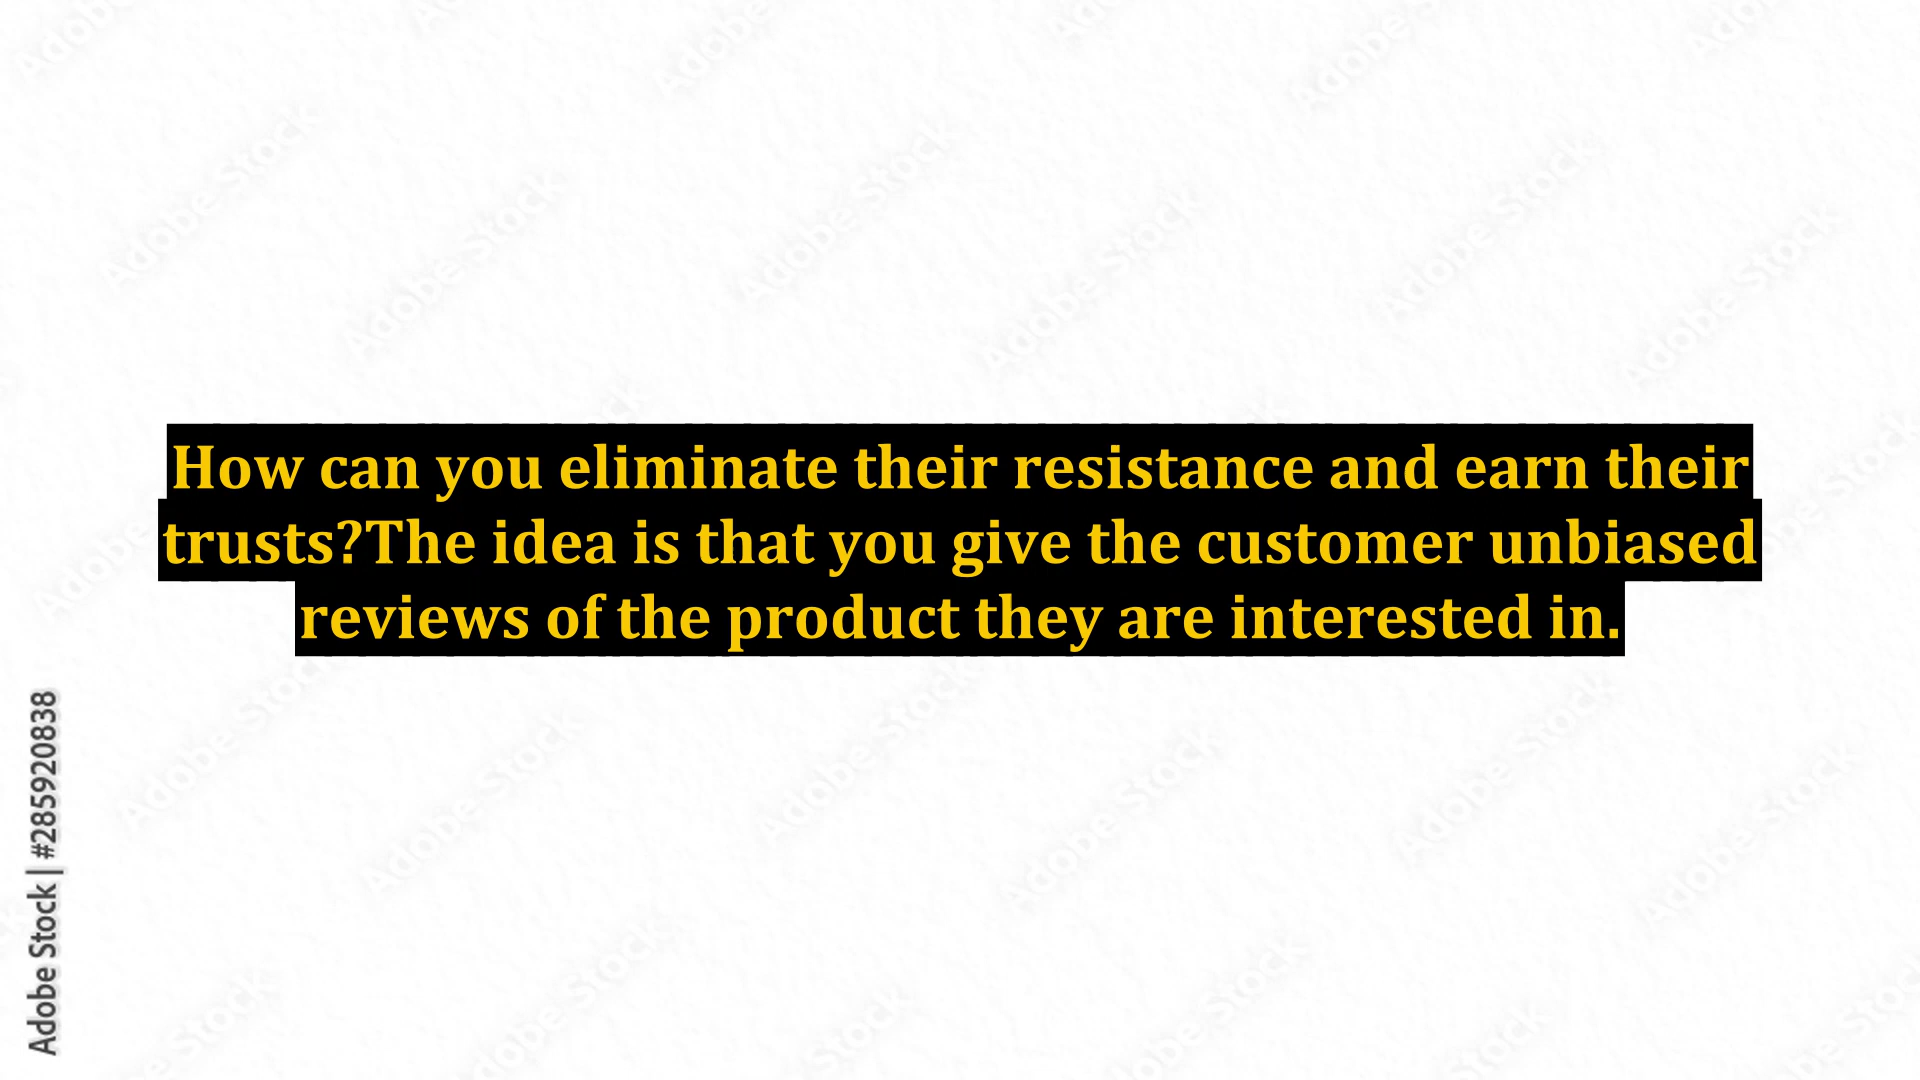 How can you eliminate their resistance and earn their
trusts?The idea is that you give the customer unbiased
reviews of the product they are interested in.
Adobe Stock | #285920838